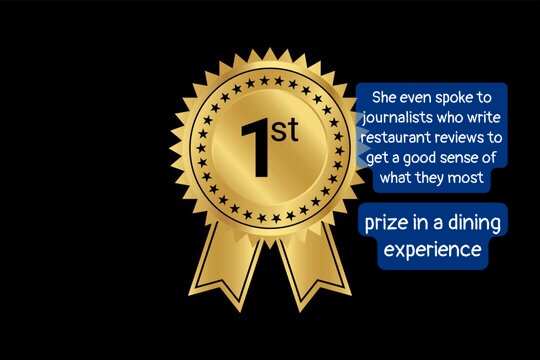 1st
She even spoke to
journalists who write
restaurant reviews to
get a good sense of
what they most
prize in a dining
experience